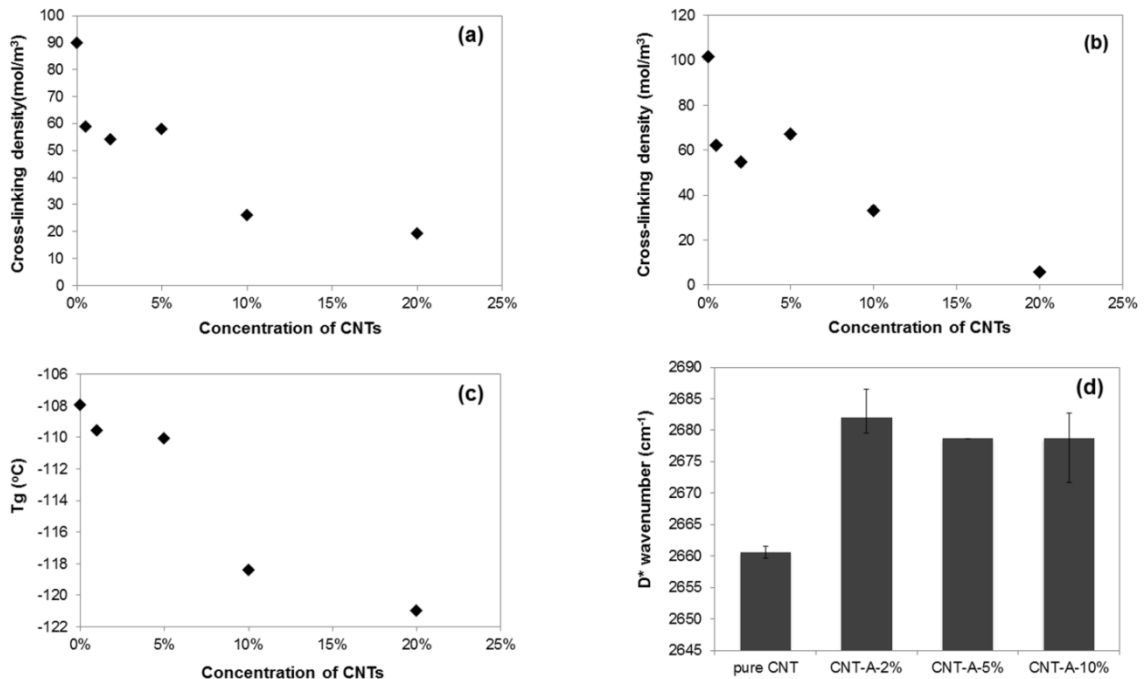 (a)
Cross-linking density(mol/m³)
100
90
80
70
60
50
40
30
20
10
0
0% 5% 10% 15% 20% 25%
Concentration of CNTs
(b)
Cross-linking density (mol/m³)
120
100
80
60
40
20
0
0% 5% 10% 15% 20% 25%
Concentration of CNTs
(c)
Tg (°C)
-106
-108
-110
-112
-114
-116
-118
-120
-122
0% 5% 10% 15% 20% 25%
Concentration of CNTs
(d)
D* wavenumber (cm⁻¹)
2690
2685
2680
2675
2670
2665
2660
2655
2650
2645
pure CNT CNT-A-2% CNT-A-5% CNT-A-10%